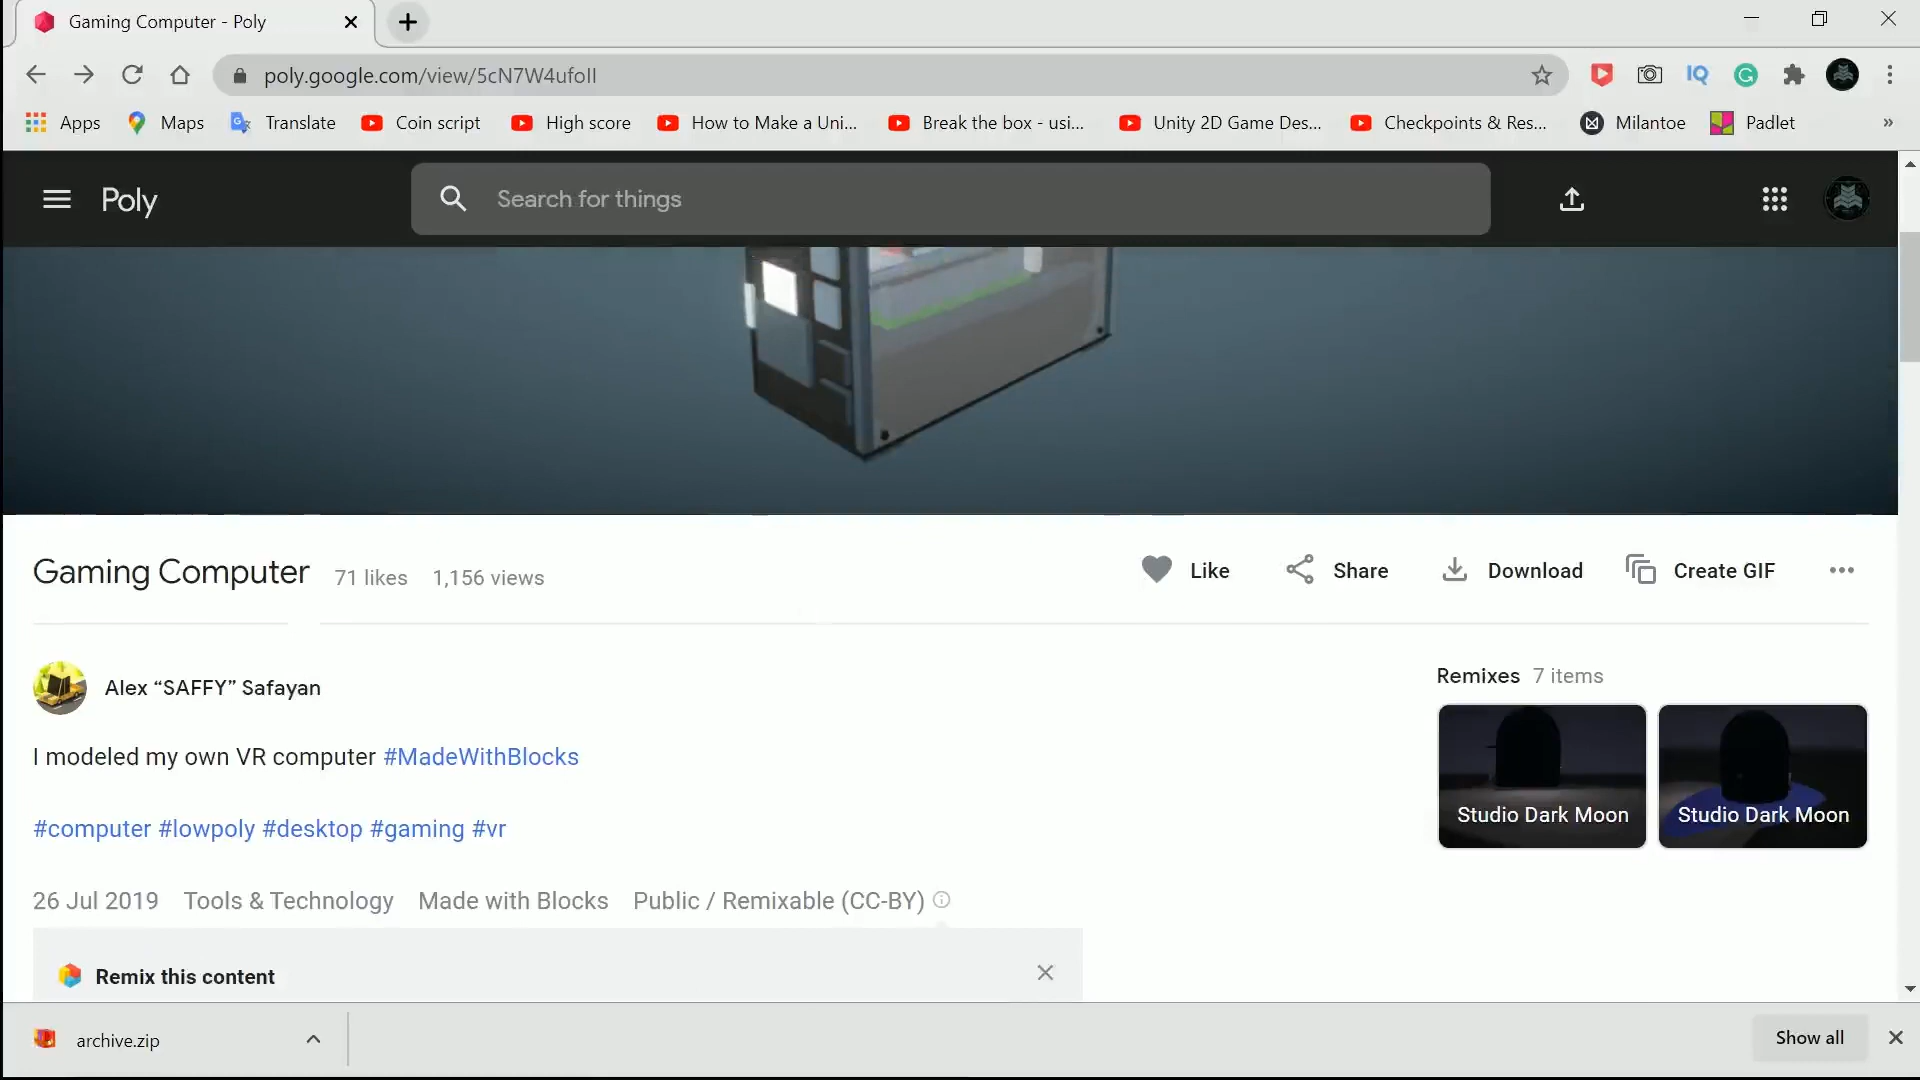 Gaming Computer - Poly
poly.google.com/view/5cN7W4ufoII
Apps Maps Translate Coin script High score How to Make a Uni... Break the box - usi... Unity 2D Game Des... Checkpoints & Res... Milantoe Padlet »
Poly Search for things
Gaming Computer 71 likes 1,156 views Like Share Download Create GIF
Alex “SAFFY” Safayan
Remixes 7 items
I modeled my own VR computer #MadeWithBlocks
Studio Dark Moon Studio Dark Moon
#computer #lowpoly #desktop #gaming #vr
26 Jul 2019 Tools & Technology Made with Blocks Public / Remixable (CC-BY)
Remix this content
archive.zip Show all